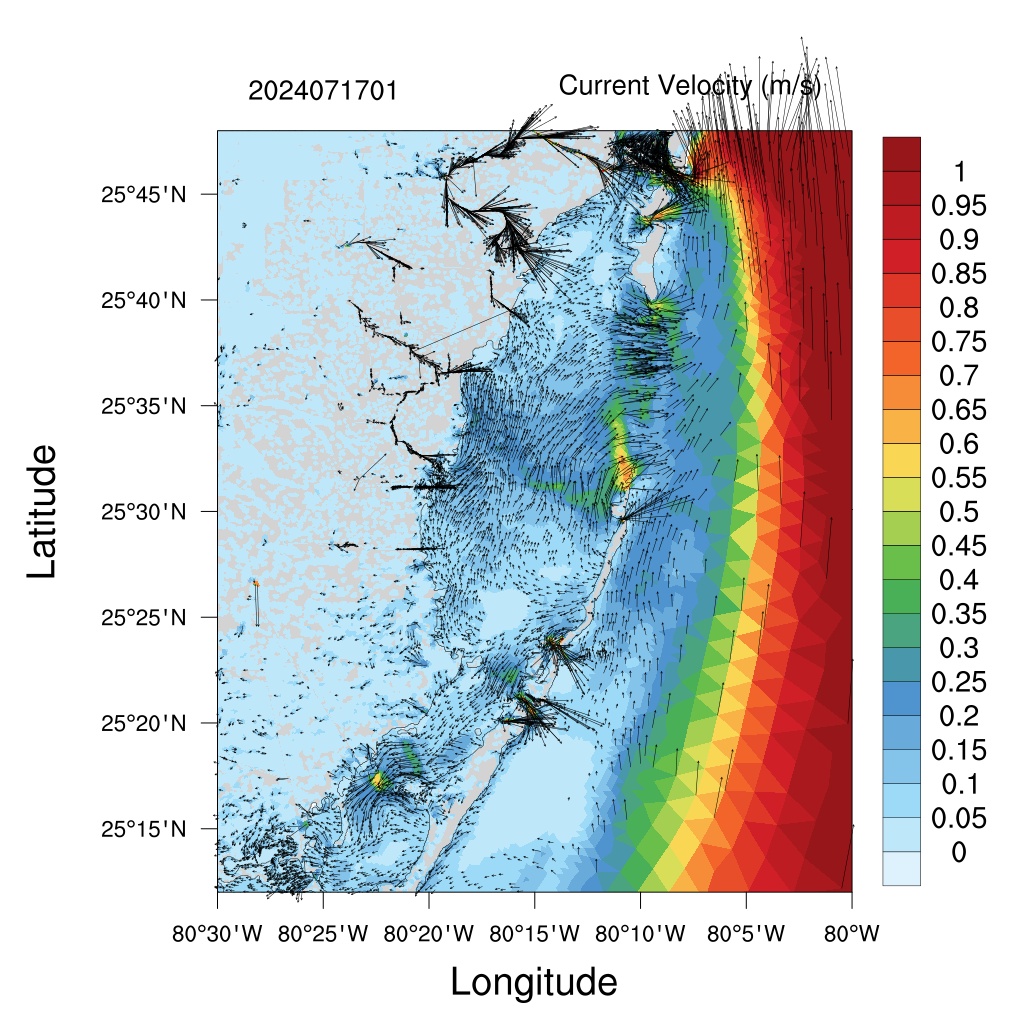 2024071701
Current Velocity (m/s)
25°45'N
25°40'N
25°35'N
25°30'N
25°25'N
25°20'N
25°15'N
Latitude
80°30'W 80°25'W 80°20'W 80°15'W 80°10'W 80°5'W 80°W
Longitude
1
0.95
0.9
0.85
0.8
0.75
0.7
0.65
0.6
0.55
0.5
0.45
0.4
0.35
0.3
0.25
0.2
0.15
0.1
0.05
0